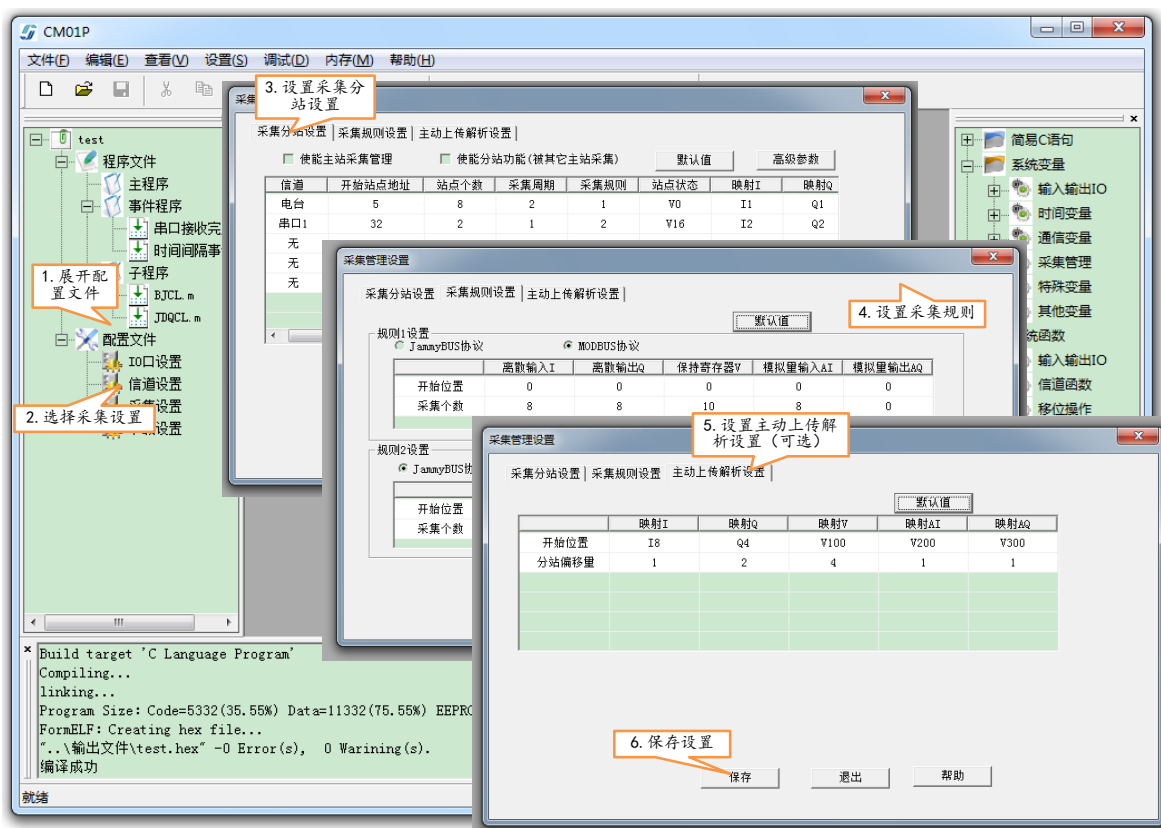 CM01P
文件(F) 编辑(E) 查看(V) 设置(S) 调试(D) 内存(M) 帮助(H)
3. 设置采集分
站设置
test
程序文件
主程序
事件程序
串口接收完
时间间隔事
子程序
BJTCL.m
JDQCL.m
配置文件
IO口设置
信道设置
1. 展开配
置文件
2. 选择采集设置
采集分站设置 采集规则设置 主动上传解析设置
使能主站采集管理 使能分站功能(被其它主站采集) 默认值 高级参数
信道 开始站点地址 站点个数 采集周期 采集规则 站点状态 映射I 映射Q
电台 5 8 2 1 V0 I1 Q1
串口1 32 2 1 2 V16 I2 Q2
无
无
无
采集管理设置
采集分站设置 采集规则设置 主动上传解析设置
4. 设置采集规则
默认值
规则1设置
JammyBUS协议 MODBUS协议
离散输入I 离散输出Q 保持寄存器V 模拟量输入AI 模拟量输出AQ
开始位置 0 0 0 0 0
采集个数 8 8 10 8 0
规则2设置
JammyBUS协
开始位置
采集个数
5. 设置主动上传解
析设置（可选）
采集管理设置
采集分站设置 采集规则设置 主动上传解析设置
默认值
映射I 映射Q 映射V 映射AI 映射AQ
开始位置 I8 Q4 V100 V200 V300
分站偏移量 1 2 4 1 1
6. 保存设置
保存 退出 帮助
简易C语句
系统变量
输入输出IO
时间变量
通信变量
采集管理
特殊变量
其他变量
统函数
输入输出IO
信道函数
移位操作
Build target 'C Language Program'
Compiling...
linking...
Program Size: Code=5332(35.55%) Data=11332(75.55%) EEPRO
FormELF: Creating hex file...
"..\输出文件\test.hex" -0 Error(s), 0 Warining(s).
编译成功
就绪